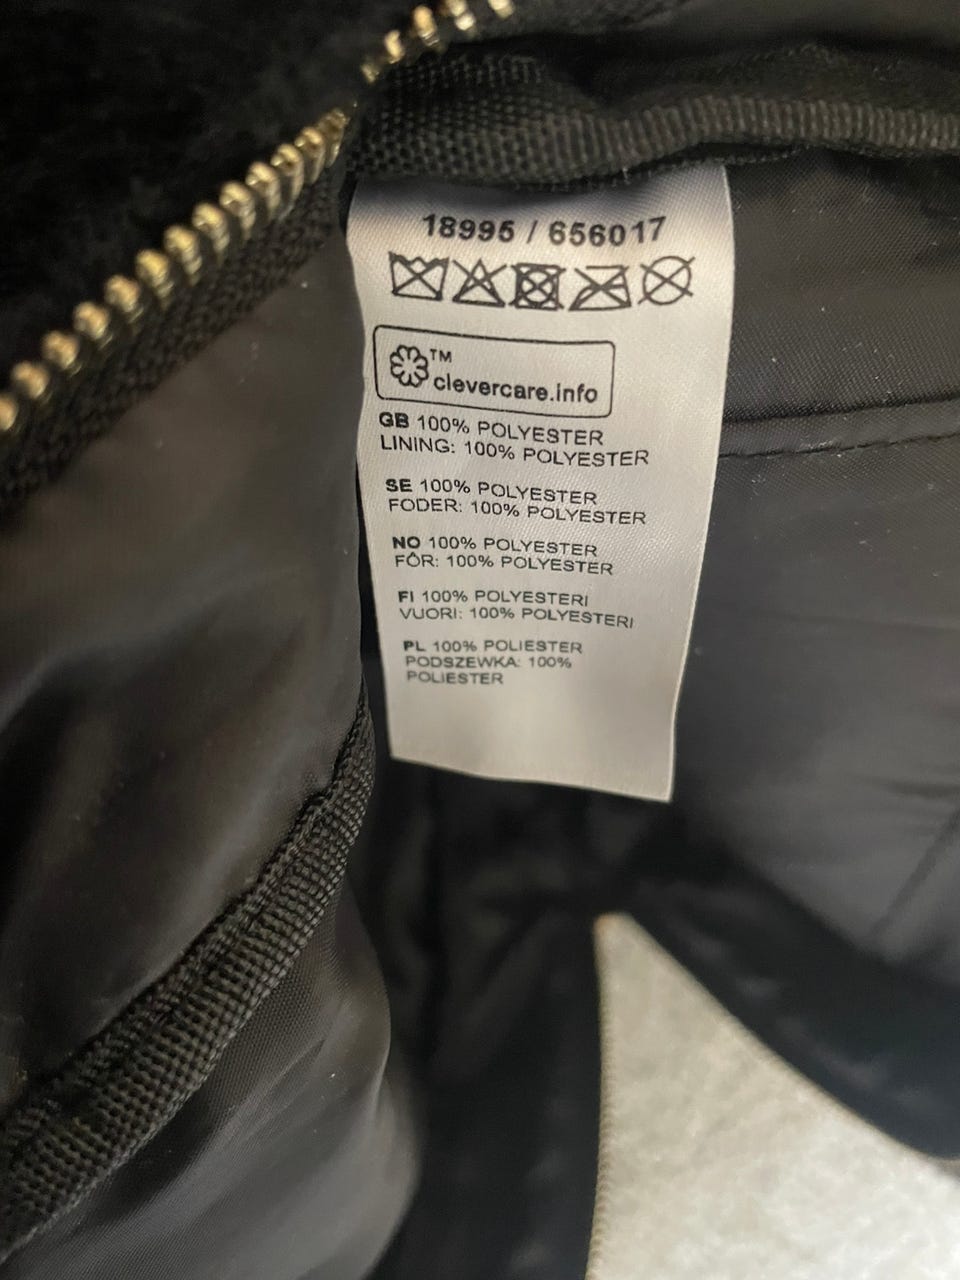 18995 / 656017
TM
clevercare.info
GB 100% POLYESTER
LINING: 100% POLYESTER
SE 100% POLYESTER
FODER: 100% POLYESTER
NO 100% POLYESTER
FÔR: 100% POLYESTER
FI 100% POLYESTERI
VUORI: 100% POLYESTERI
PL 100% POLIESTER
PODSZEWKA: 100%
POLIESTER